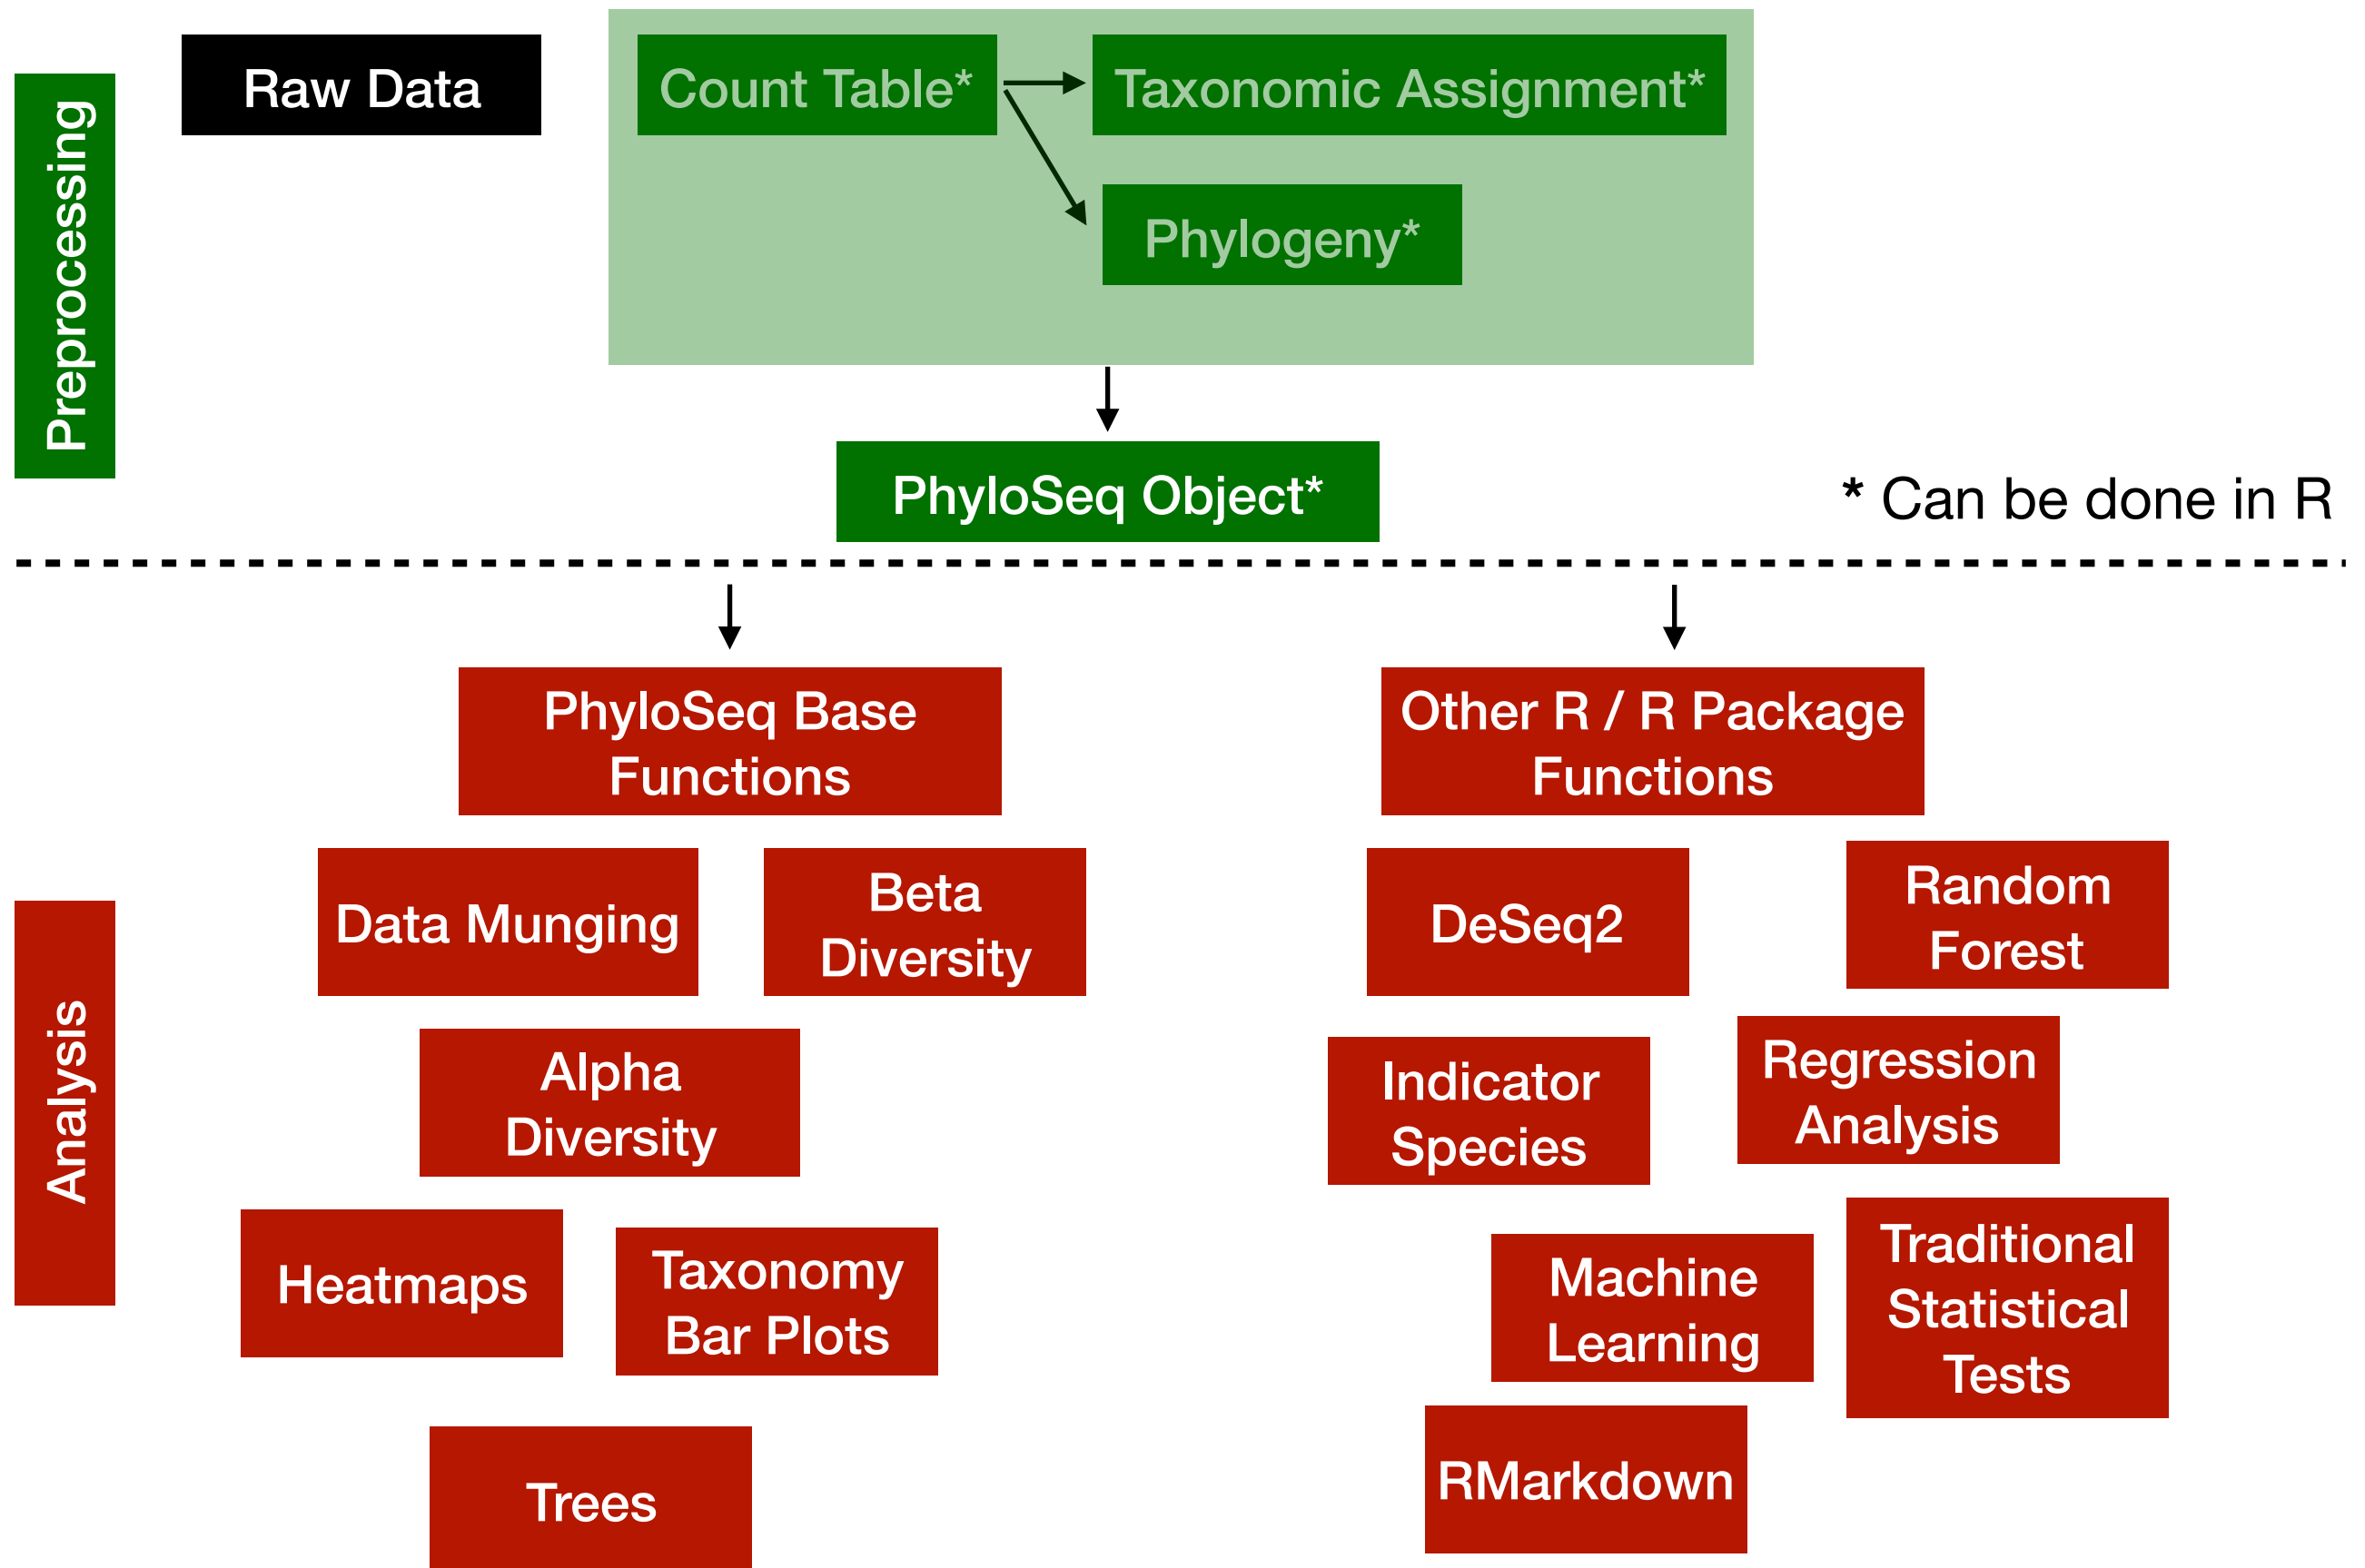 Preprocessing
Raw Data
Count Table*
Taxonomic Assignment*
Phylogeny*
PhyloSeq Object*
* Can be done in R
Analysis
PhyloSeq Base
Functions
Data Munging
Beta
Diversity
Alpha
Diversity
Heatmaps
Taxonomy
Bar Plots
Trees
Other R / R Package
Functions
DeSeq2
Random
Forest
Indicator
Species
Regression
Analysis
Machine
Learning
Traditional
Statistical
Tests
RMarkdown